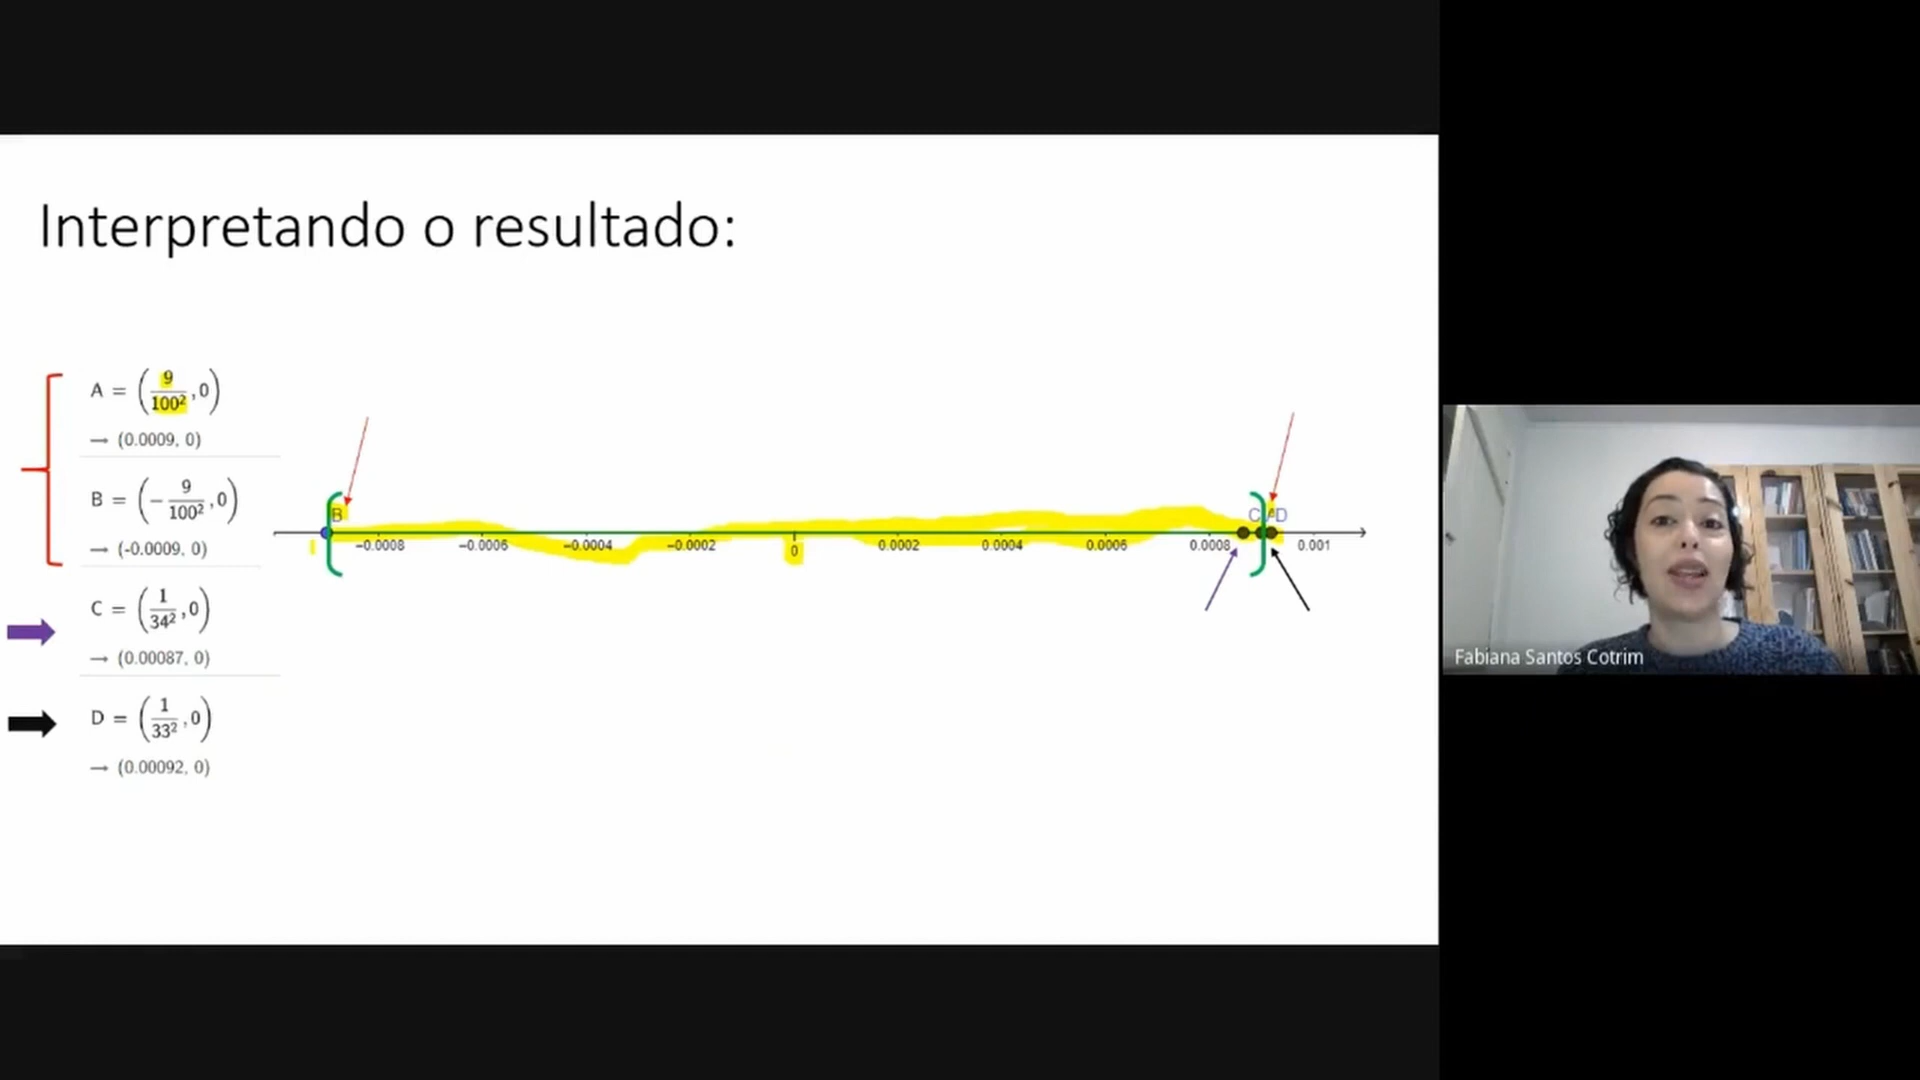 Interpretando o resultado:
A = (9/100², 0)
→ (0.0009, 0)
B = (−9/100², 0)
→ (-0.0009, 0)
C = (1/34², 0)
→ (0.00087, 0)
D = (1/33², 0)
→ (0.00092, 0)
B C A D
−0.0008 −0.0006 −0.0004 −0.0002 0 0.0002 0.0004 0.0006 0.0008 0.001
Fabiana Santos Cotrim